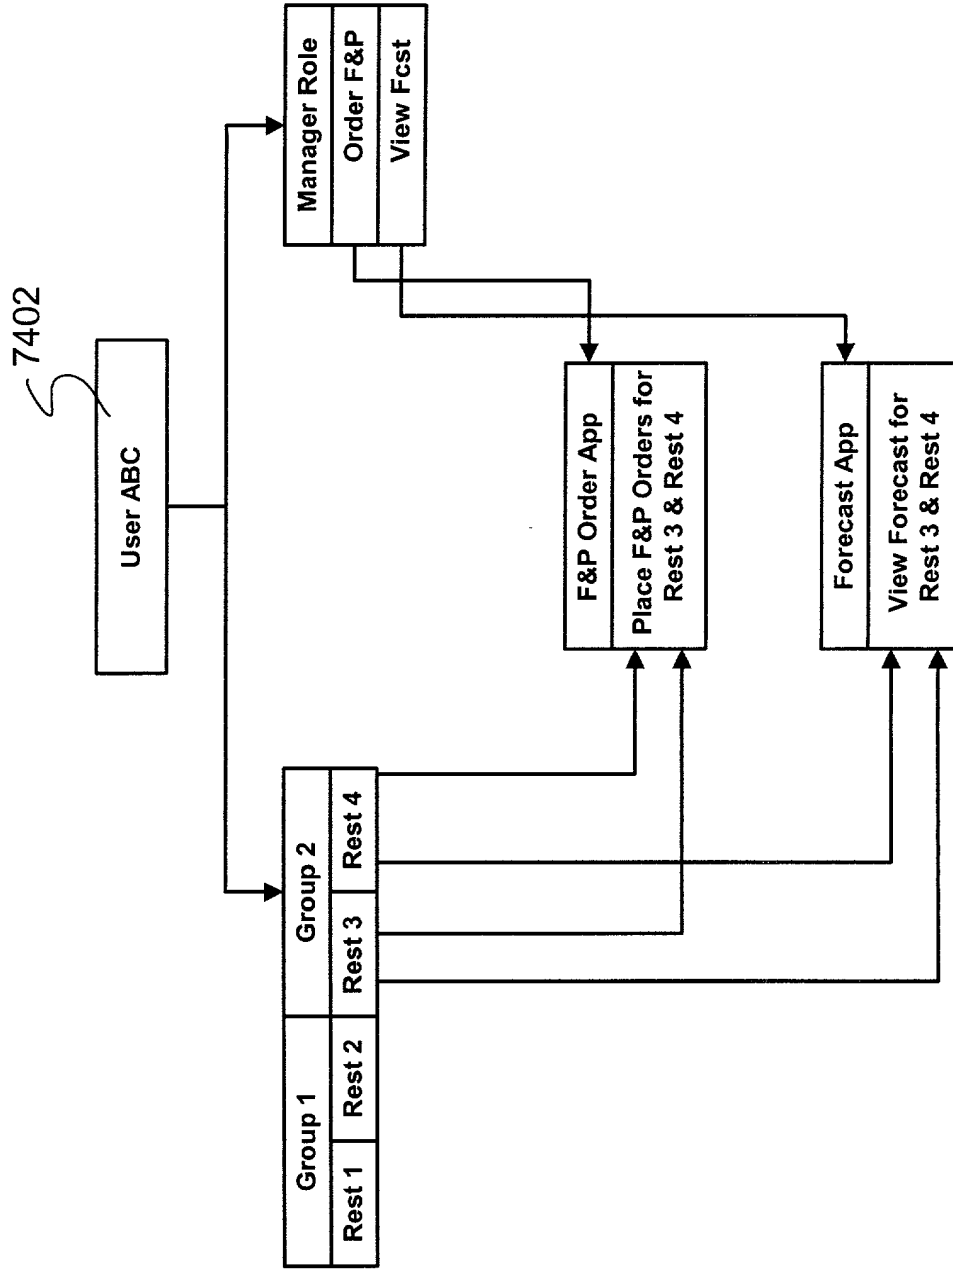 7402
User ABC
Group 1
Group 2
Rest 1
Rest 2
Rest 3
Rest 4
Manager Role
Order F&P
View Fcst
F&P Order App
Place F&P Orders for
Rest 3 & Rest 4
Forecast App
View Forecast for
Rest 3 & Rest 4